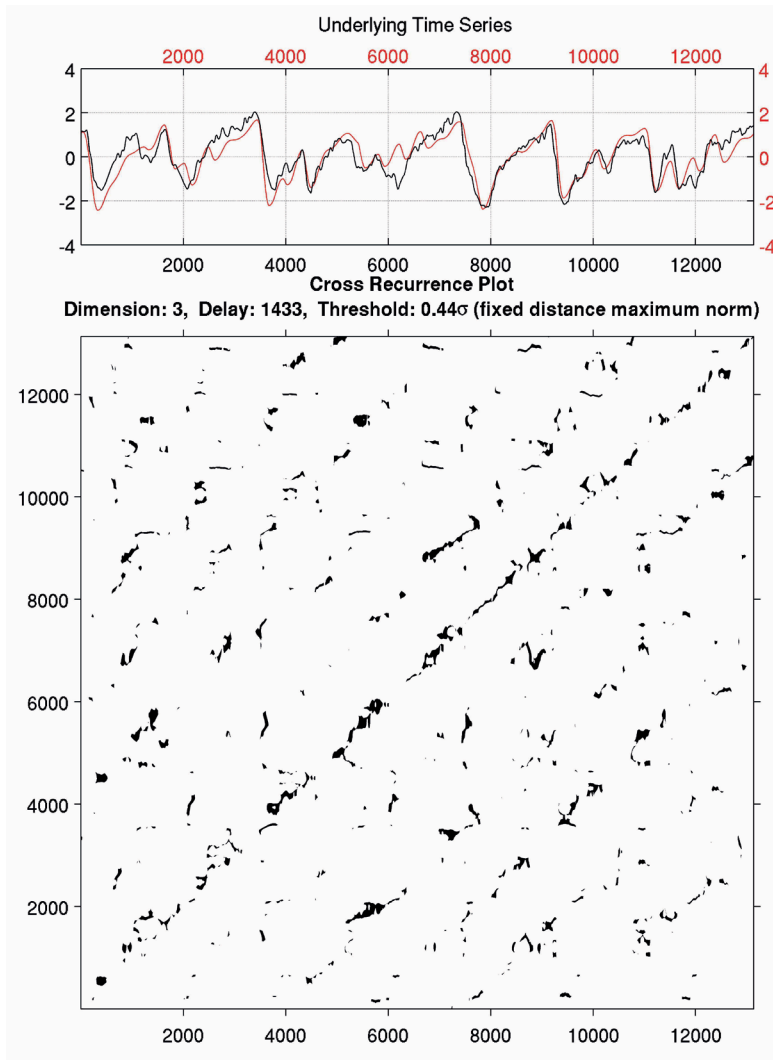 Underlying Time Series
2000 4000 6000 8000 10000 12000
4 4
2 2
0 0
-2 -2
-4 -4
2000 4000 6000 8000 10000 12000
Cross Recurrence Plot
Dimension: 3, Delay: 1433, Threshold: 0.44σ (fixed distance maximum norm)
12000
10000
8000
6000
4000
2000
2000 4000 6000 8000 10000 12000